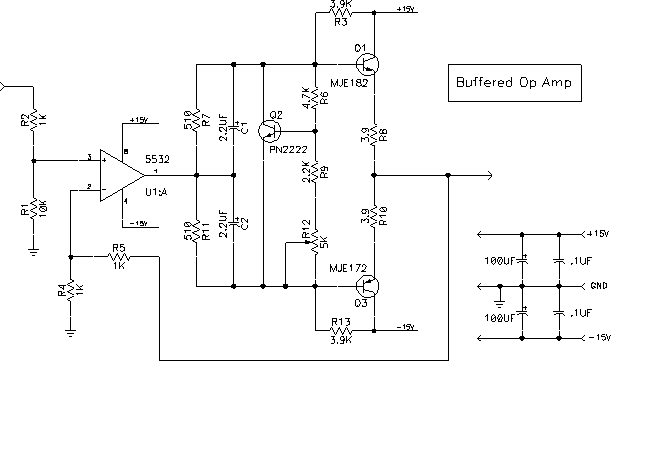 3.9K
R3
+15V
Q1
MJE182
Buffered Op Amp
R2
1K
510
R7
2.2UF
C1
4.7K
R6
Q2
PN2222
3.9
R8
+15V
8
3
5532
1
2
U1:A
4
-15V
2.2K
R9
R1
10K
510
R11
2.2UF
C2
R12
5K
3.9
R10
R5
1K
R4
1K
MJE172
Q3
R13
3.9K
-15V
+15V
100UF
.1UF
GND
100UF
.1UF
-15V